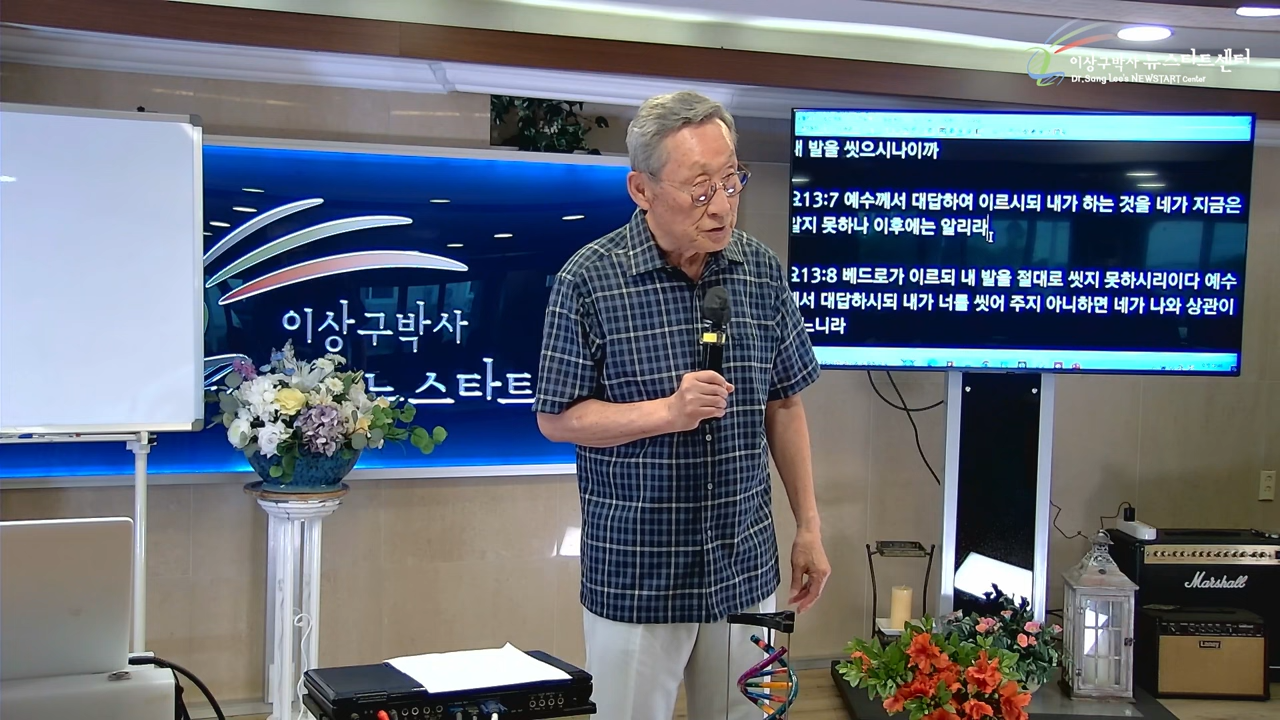 이상구박사 뉴스타트센터
Dr.Sang Lee's NEWSTART Center
발을 씻으시나이까
13:7 예수께서 대답하여 이르시되 내가 하는 것을 네가 지금은
알지 못하나 이후에는 알리라
13:8 베드로가 이르되 내 발을 절대로 씻지 못하시리이다 예수
께서 대답하시되 내가 너를 씻어 주지 아니하면 네가 나와 상관이
느니라
이상구박사
뉴스타트
Marshall
Laney